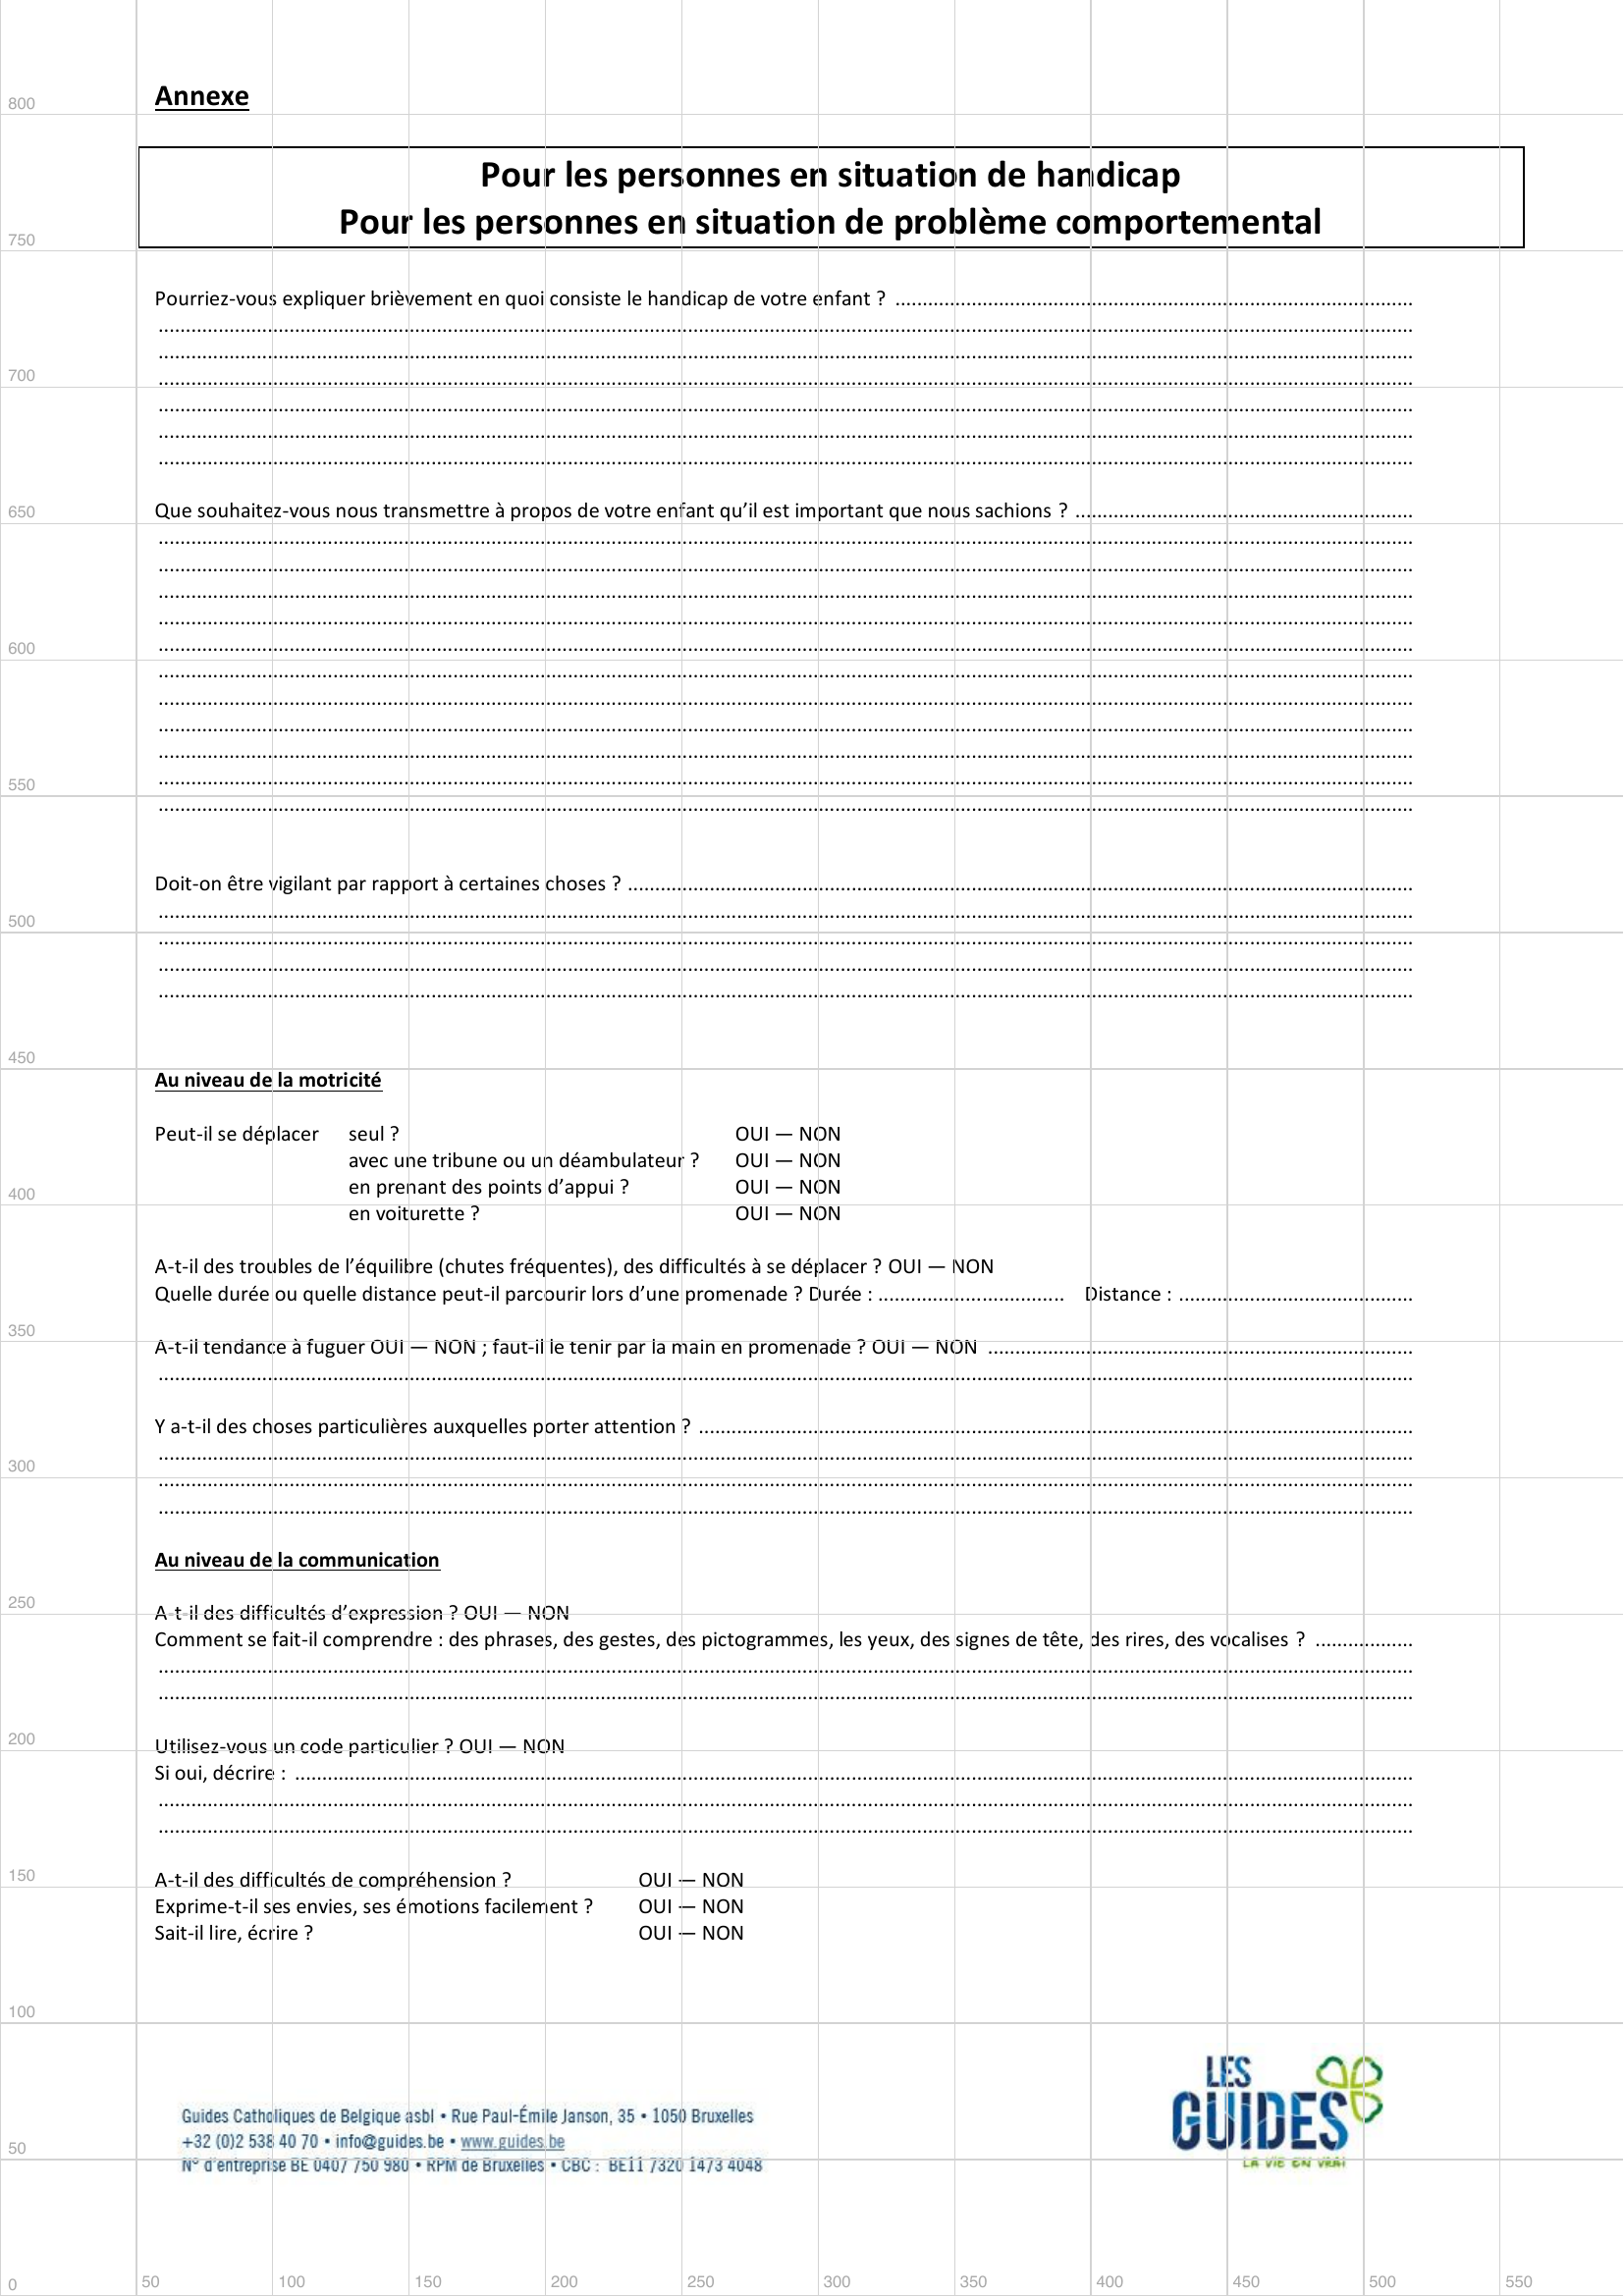 Annexe
800
Pour les personnes en situation de handicap
Pour les personnes en situation de problème comportemental
750
Pourriez-vous expliquer brièvement en quoi consiste le handicap de votre enfant ?
700
Que souhaitez-vous nous transmettre à propos de votre enfant qu’il est important que nous sachions ?
650
600
550
Doit-on être vigilant par rapport à certaines choses ?
500
450
Au niveau de la motricité
Peut-il se déplacer seul ? OUI — NON
avec une tribune ou un déambulateur ? OUI — NON
en prenant des points d’appui ? OUI — NON
400
en voiturette ? OUI — NON
A-t-il des troubles de l’équilibre (chutes fréquentes), des difficultés à se déplacer ? OUI — NON
Quelle durée ou quelle distance peut-il parcourir lors d’une promenade ? Durée : .................................. Distance : ..........................................
350
A-t-il tendance à fuguer OUI — NON ; faut-il le tenir par la main en promenade ? OUI — NON
Y a-t-il des choses particulières auxquelles porter attention ?
300
Au niveau de la communication
250
A-t-il des difficultés d’expression ? OUI — NON
Comment se fait-il comprendre : des phrases, des gestes, des pictogrammes, les yeux, des signes de tête, des rires, des vocalises ?
200
Utilisez-vous un code particulier ? OUI — NON
Si oui, décrire :
150
A-t-il des difficultés de compréhension ? OUI — NON
Exprime-t-il ses envies, ses émotions facilement ? OUI — NON
Sait-il lire, écrire ? OUI — NON
100
LES
GUIDES
LA VIE EN VRAI
Guides Catholiques de Belgique asbl • Rue Paul-Émile Janson, 35 • 1050 Bruxelles
+32 (0)2 538 40 70 • info@guides.be • www.guides.be
50
N° d’entreprise BE 0407 750 980 • RPM de Bruxelles • CBC : BE11 7320 1473 4048
0 50 100 150 200 250 300 350 400 450 500 550